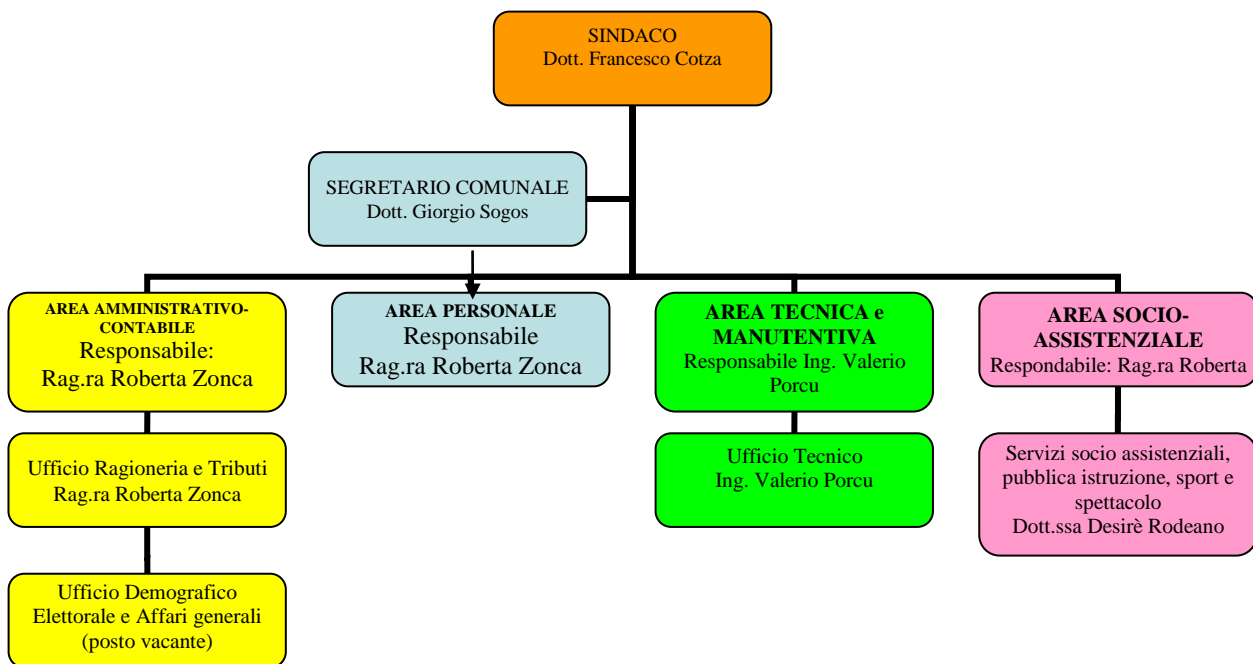 SINDACO
Dott. Francesco Cotza
SEGRETARIO COMUNALE
Dott. Giorgio Sogos
AREA AMMINISTRATIVO-
CONTABILE
Responsabile:
Rag.ra Roberta Zonca
AREA PERSONALE
Responsabile
Rag.ra Roberta Zonca
AREA TECNICA e
MANUTENTIVA
Responsabile Ing. Valerio
Porcu
AREA SOCIO-
ASSISTENZIALE
Respondabile: Rag.ra Roberta
Ufficio Ragioneria e Tributi
Rag.ra Roberta Zonca
Ufficio Tecnico
Ing. Valerio Porcu
Servizi socio assistenziali,
pubblica istruzione, sport e
spettacolo
Dott.ssa Desirè Rodeano
Ufficio Demografico
Elettorale e Affari generali
(posto vacante)